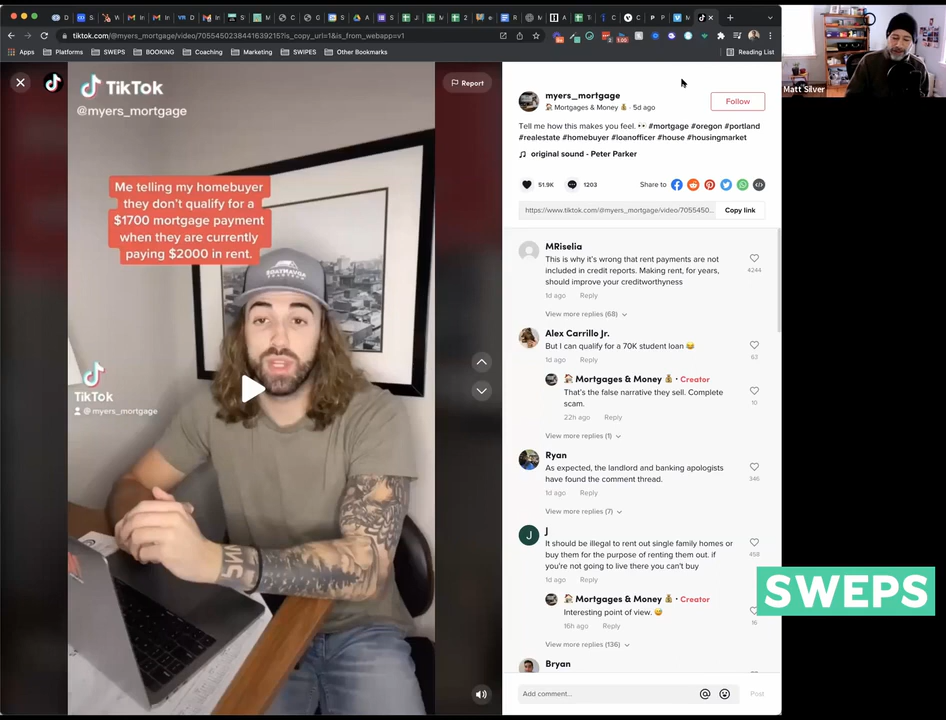 tiktok.com/@myers_mortgage/video/7055450238441639215?is_copy_url=1&is_from_webapp=v1
Apps
Platforms
SWEPS
BOOKING
Coaching
Marketing
SWIPES
Other Bookmarks
Reading List
TikTok
@myers_mortgage
Report
Me telling my homebuyer
they don't qualify for a
$1700 mortgage payment
when they are currently
paying $2000 in rent.
TikTok
@myers_mortgage
myers_mortgage
Mortgages & Money · 5d ago
Follow
Tell me how this makes you feel. 👀 #mortgage #oregon #portland
#realestate #homebuyer #loanofficer #house #housingmarket
original sound - Peter Parker
51.9K
1203
Share to
https://www.tiktok.com/@myers_mortgage/video/7055450...
Copy link
MRiselia
This is why it's wrong that rent payments are not
included in credit reports. Making rent, for years,
should improve your creditworthyness
4244
1d ago Reply
View more replies (68)
Alex Carrillo Jr.
But I can qualify for a 70K student loan 😂
63
1d ago Reply
Mortgages & Money · Creator
That's the false narrative they sell. Complete
scam.
10
22h ago Reply
View more replies (1)
Ryan
As expected, the landlord and banking apologists
have found the comment thread.
346
1d ago Reply
View more replies (7)
J
J
It should be illegal to rent out single family homes or
buy them for the purpose of renting them out. if
you're not going to live there you can't buy
458
1d ago Reply
Mortgages & Money · Creator
Interesting point of view. 😅
16
16h ago Reply
View more replies (136)
Bryan
Add comment...
Post
Matt Silver
SWEPS